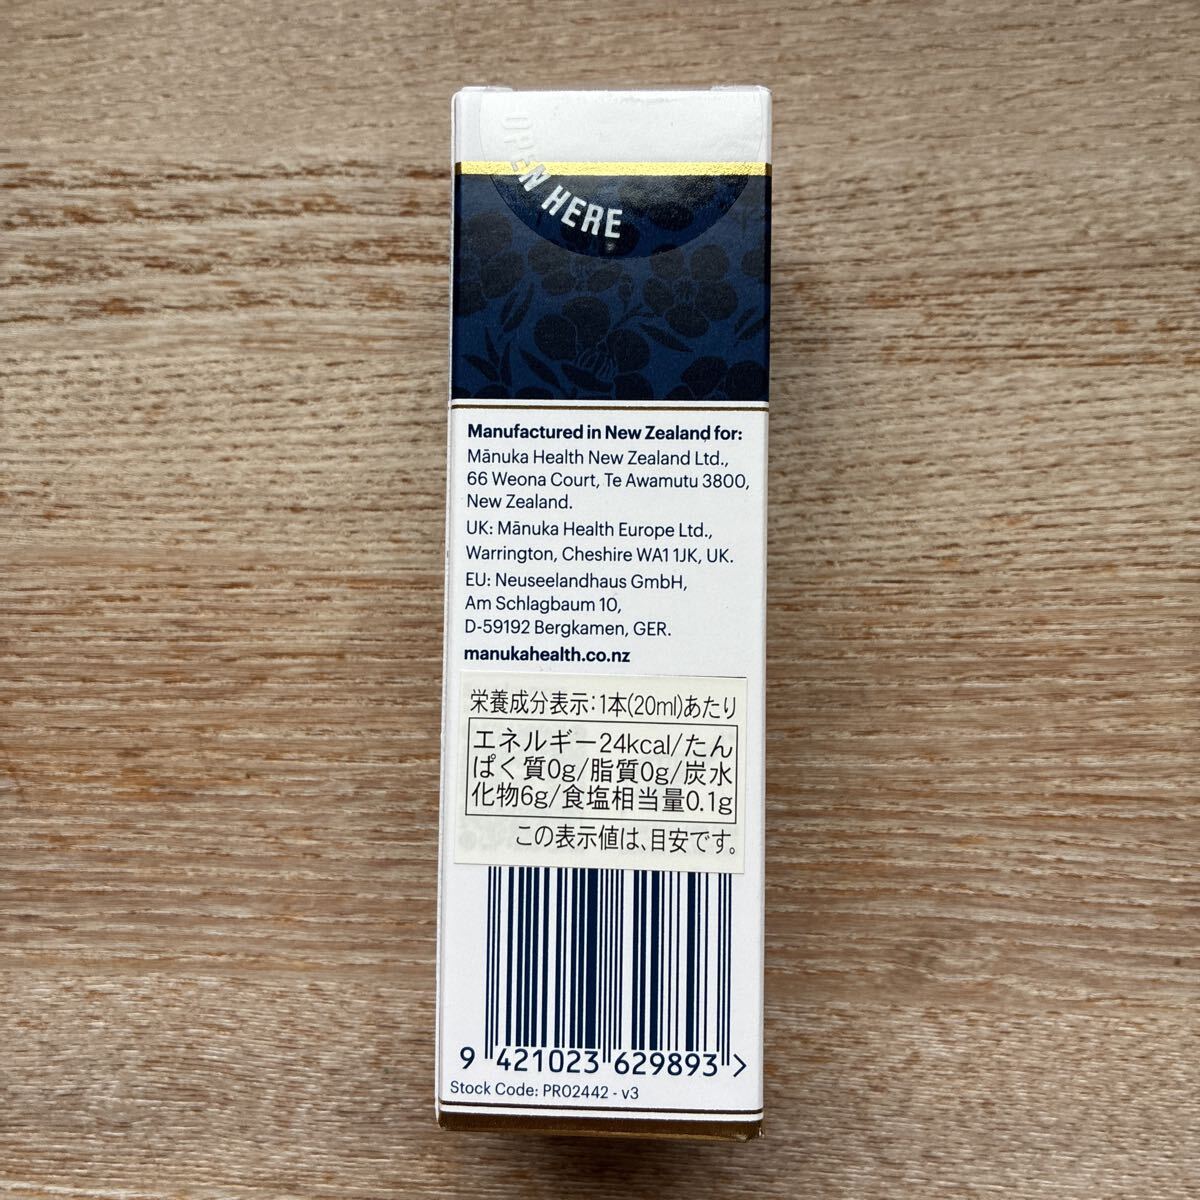 OPEN HERE
Manufactured in New Zealand for:
Mānuka Health New Zealand Ltd.,
66 Weona Court, Te Awamutu 3800,
New Zealand.
UK: Mānuka Health Europe Ltd.,
Warrington, Cheshire WA1 1JK, UK.
EU: Neuseelandhaus GmbH,
Am Schlagbaum 10,
D-59192 Bergkamen, GER.
manukahealth.co.nz
栄養成分表示:1本(20ml)あたり
エネルギー24kcal/たん
ぱく質0g/脂質0g/炭水
化物6g/食塩相当量0.1g
この表示値は、目安です。
9 421023 629893 >
Stock Code: PR02442 - v3